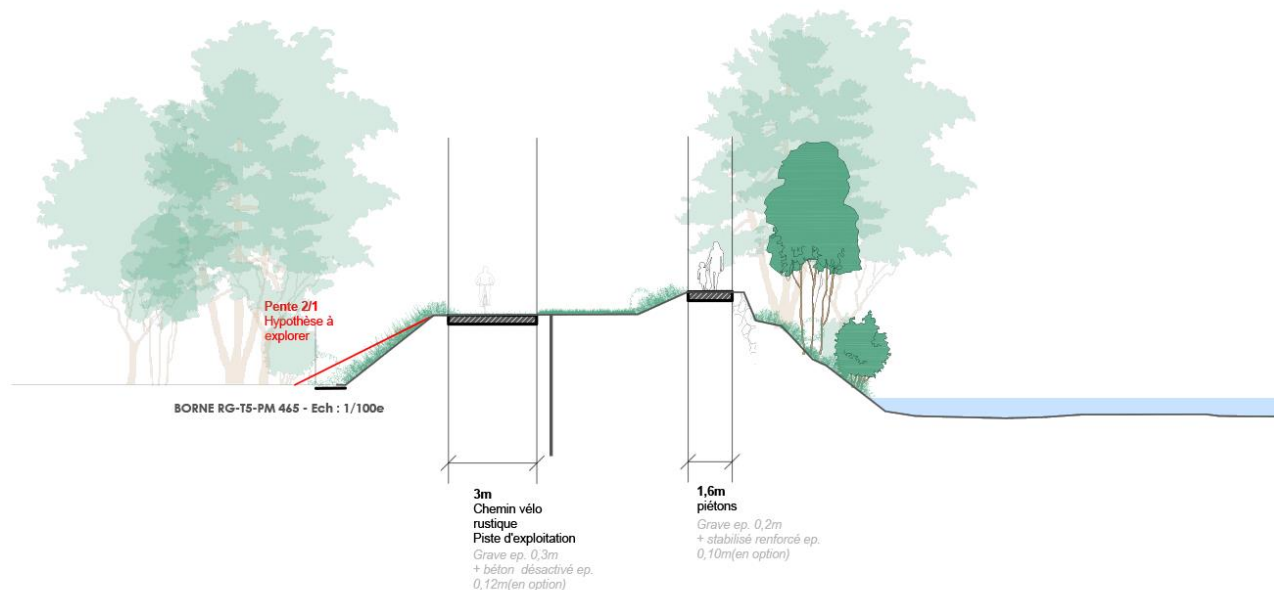 Pente 2/1
Hypothèse à
explorer
BORNE RG-T5-PM 465 - Ech : 1/100e
3m
Chemin vélo
rustique
Piste d'exploitation
Grave ep. 0,3m
+ béton désactivé ep.
0,12m(en option)
1,6m
piétons
Grave ep. 0,2m
+ stabilisé renforcé ep.
0,10m(en option)